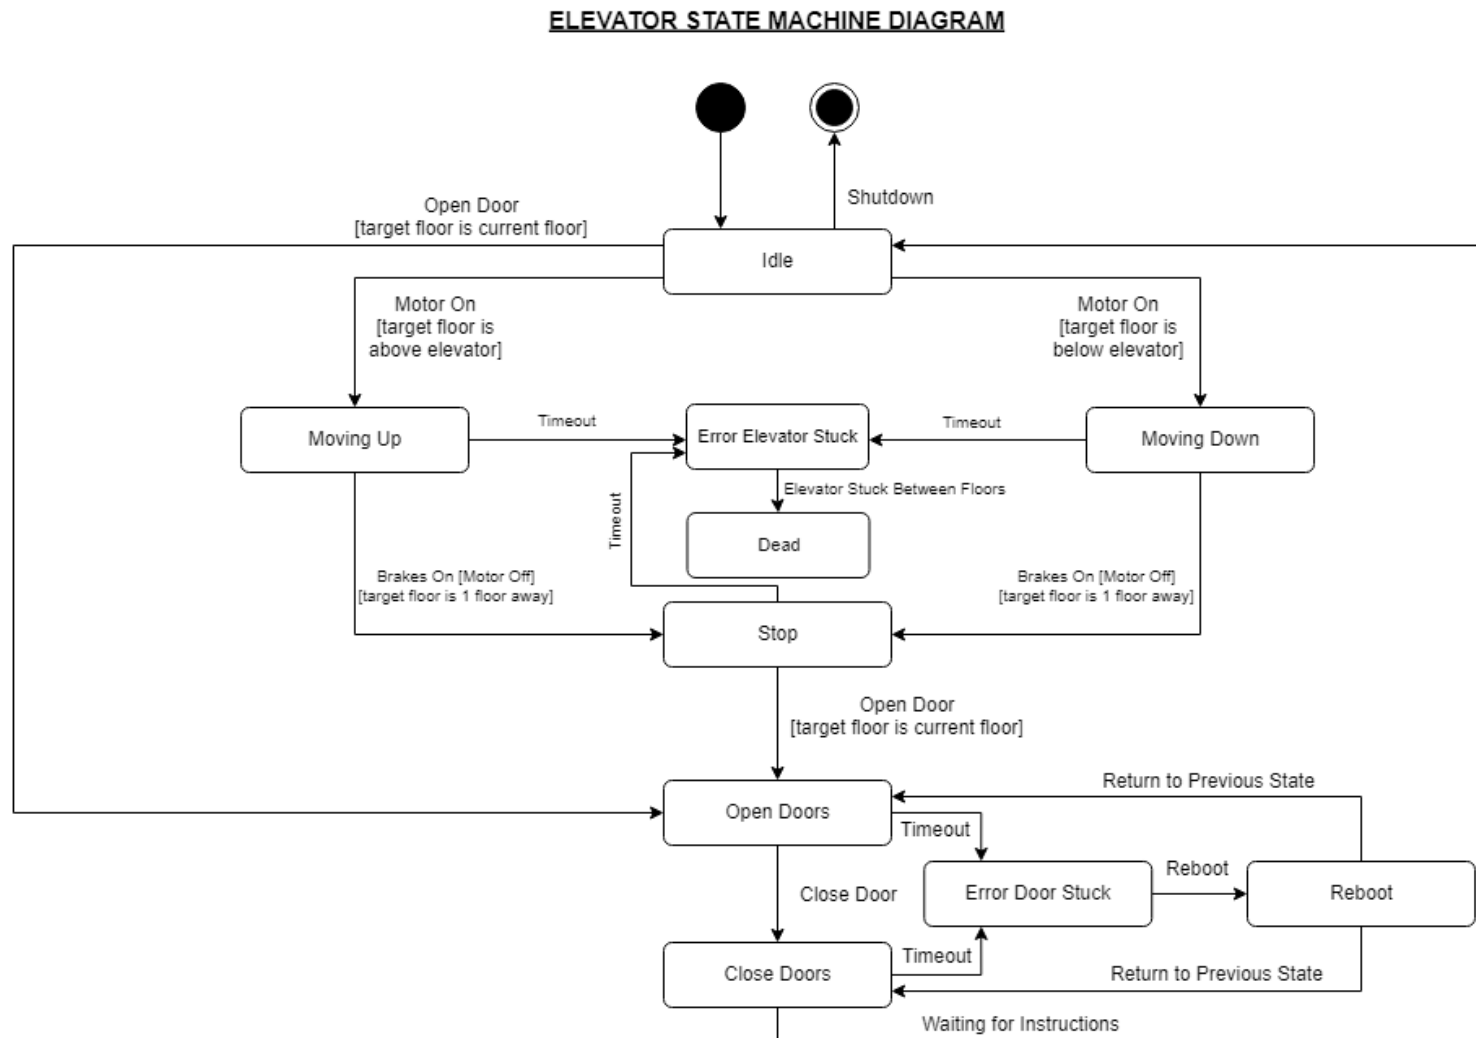 ELEVATOR STATE MACHINE DIAGRAM
Shutdown
Open Door
[target floor is current floor]
Idle
Motor On
[target floor is
above elevator]
Motor On
[target floor is
below elevator]
Moving Up
Timeout
Error Elevator Stuck
Timeout
Moving Down
Elevator Stuck Between Floors
Timeout
Dead
Brakes On [Motor Off]
[target floor is 1 floor away]
Brakes On [Motor Off]
[target floor is 1 floor away]
Stop
Open Door
[target floor is current floor]
Return to Previous State
Open Doors
Timeout
Reboot
Close Door
Error Door Stuck
Reboot
Timeout
Close Doors
Return to Previous State
Waiting for Instructions